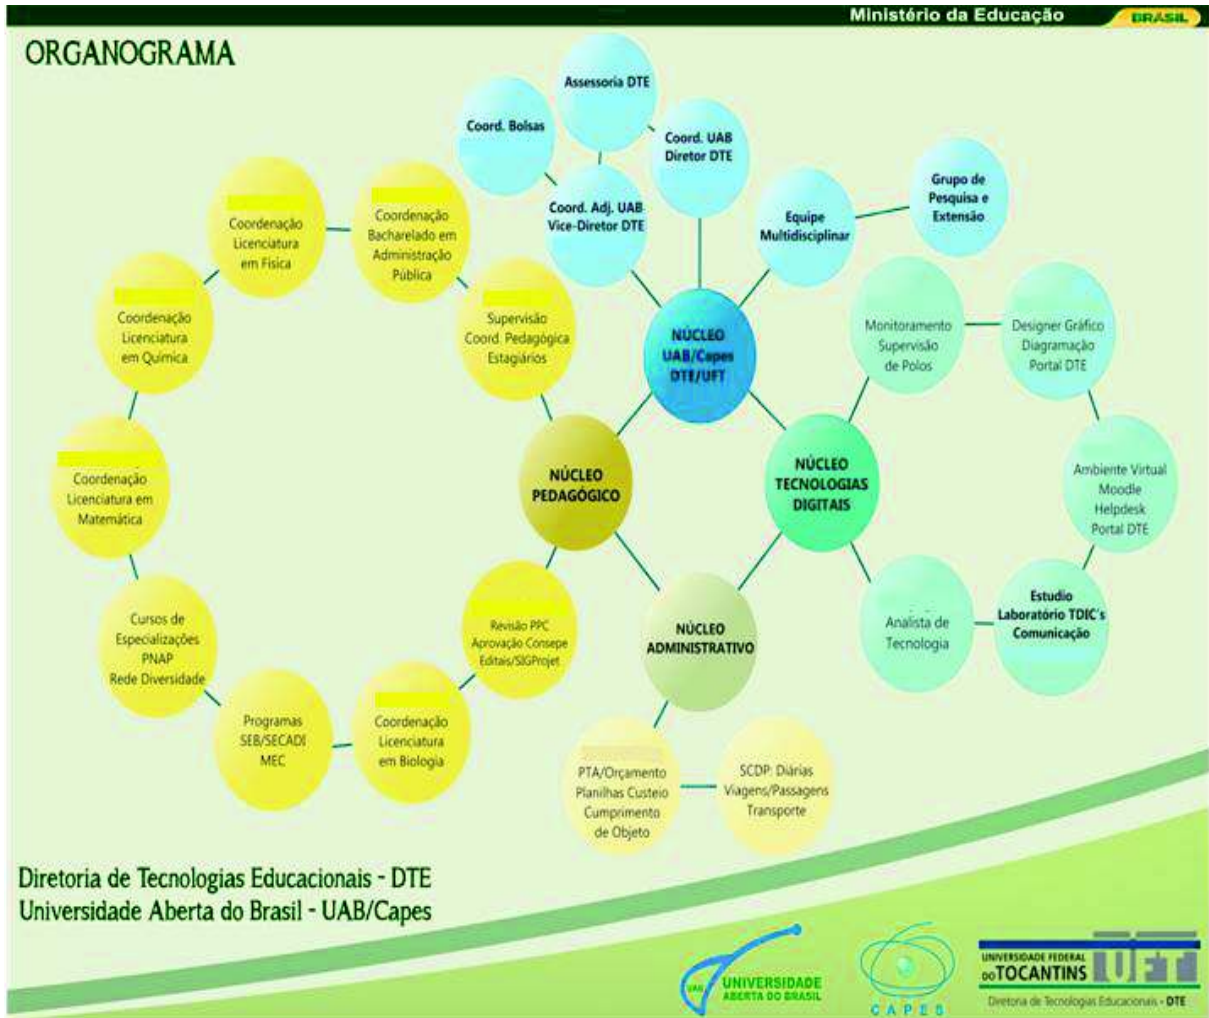 Ministério da Educação
BRASIL
ORGANOGRAMA
Assessoria DTE
Coord. Bolsas
Coord. UAB
Diretor DTE
Coord. Adj. UAB
Vice-Diretor DTE
Equipe
Multidisciplinar
Grupo de
Pesquisa e
Extensão
Coordenação
Licenciatura
em Física
Coordenação
Bacharelado em
Administração
Pública
Coordenação
Licenciatura
em Química
Supervisão
Coord. Pedagógica
Estagiários
NÚCLEO
UAB/Capes
DTE/UFT
Monitoramento
Supervisão
de Polos
Designer Gráfico
Diagramação
Portal DTE
Coordenação
Licenciatura em
Matemática
NÚCLEO
PEDAGÓGICO
NÚCLEO
TECNOLOGIAS
DIGITAIS
Ambiente Virtual
Moodle
Helpdesk
Portal DTE
Cursos de
Especializações
PNAP
Rede Diversidade
Revisão PPC
Aprovação Consepe
Editais/SIGProjet
NÚCLEO
ADMINISTRATIVO
Analista de
Tecnologia
Estudio
Laboratório TDIC's
Comunicação
Programas
SEB/SECADI
MEC
Coordenação
Licenciatura
em Biologia
PTA/Orçamento
Planilhas Custeio
Cumprimento
de Objeto
SCDP: Diárias
Viagens/Passagens
Transporte
Diretoria de Tecnologias Educacionais - DTE
Universidade Aberta do Brasil - UAB/Capes
UAB
UNIVERSIDADE
ABERTA DO BRASIL
CAPES
UNIVERSIDADE FEDERAL
DO TOCANTINS
UFT
Diretoria de Tecnologias Educacionais - DTE